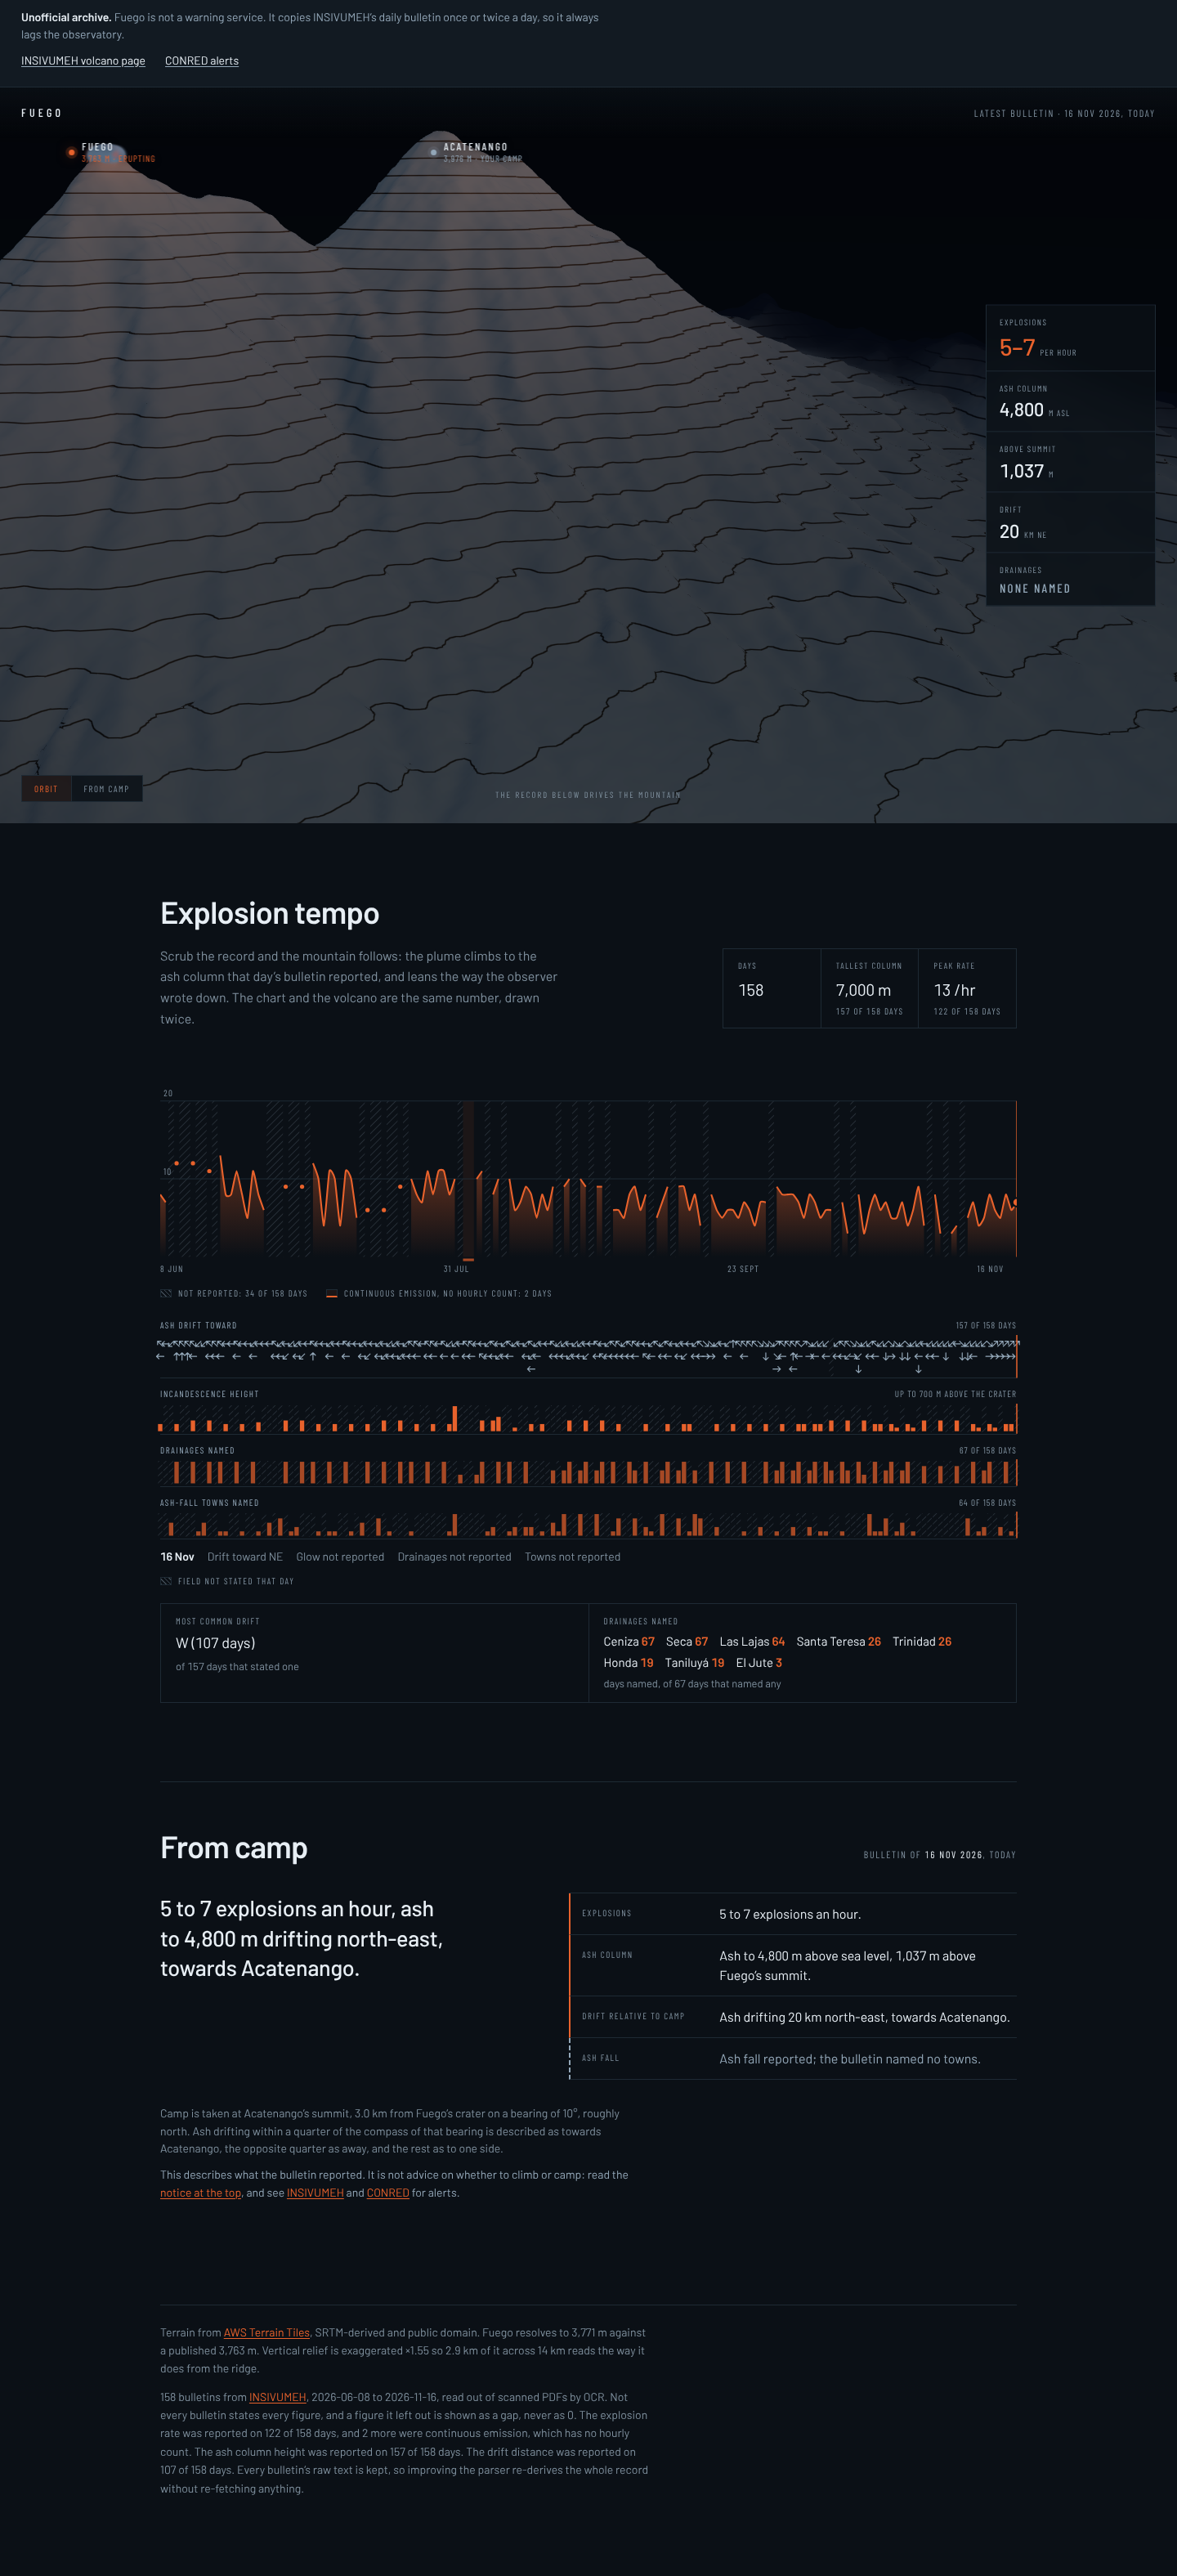 Unofficial archive. Fuego is not a warning service. It copies INSIVUMEH's daily bulletin once or twice a day, so it always
lags the observatory.
INSIVUMEH volcano page CONRED alerts
FUEGO
LATEST BULLETIN · 16 NOV 2026, TODAY
FUEGO
ERUPTING
ACATENANGO
3,976 M · YOUR CAMP
EXPLOSIONS
5–7 PER HOUR
ASH COLUMN
4,800 M ASL
ABOVE SUMMIT
1,037 M
DRIFT
20 KM NE
DRAINAGES
NONE NAMED
ORBIT FROM CAMP
THE RECORD BELOW DRIVES THE MOUNTAIN
Explosion tempo
Scrub the record and the mountain follows: the plume climbs to the
ash column that day's bulletin reported, and leans the way the observer
wrote down. The chart and the volcano are the same number, drawn
twice.
DAYS
158
TALLEST COLUMN
7,000 m
157 OF 158 DAYS
PEAK RATE
13 /hr
122 OF 158 DAYS
20
10
8 JUN 31 JUL 23 SEPT 16 NOV
NOT REPORTED: 34 OF 158 DAYS CONTINUOUS EMISSION, NO HOURLY COUNT: 2 DAYS
ASH DRIFT TOWARD 157 OF 158 DAYS
INCANDESCENCE HEIGHT UP TO 700 M ABOVE THE CRATER
DRAINAGES NAMED 67 OF 158 DAYS
ASH-FALL TOWNS NAMED 64 OF 158 DAYS
16 Nov Drift toward NE Glow not reported Drainages not reported Towns not reported
FIELD NOT STATED THAT DAY
MOST COMMON DRIFT
W (107 days)
of 157 days that stated one
DRAINAGES NAMED
Ceniza 67 Seca 67 Las Lajas 64 Santa Teresa 26 Trinidad 26
Honda 19 Taniluyá 19 El Jute 3
days named, of 67 days that named any
From camp
BULLETIN OF 16 NOV 2026, TODAY
5 to 7 explosions an hour, ash
to 4,800 m drifting north-east,
towards Acatenango.
EXPLOSIONS 5 to 7 explosions an hour.
ASH COLUMN Ash to 4,800 m above sea level, 1,037 m above
Fuego's summit.
DRIFT RELATIVE TO CAMP Ash drifting 20 km north-east, towards Acatenango.
ASH FALL Ash fall reported; the bulletin named no towns.
Camp is taken at Acatenango's summit, 3.0 km from Fuego's crater on a bearing of 10°, roughly
north. Ash drifting within a quarter of the compass of that bearing is described as towards
Acatenango, the opposite quarter as away, and the rest as to one side.
This describes what the bulletin reported. It is not advice on whether to climb or camp: read the
notice at the top, and see INSIVUMEH and CONRED for alerts.
Terrain from AWS Terrain Tiles, SRTM-derived and public domain. Fuego resolves to 3,771 m against
a published 3,763 m. Vertical relief is exaggerated ×1.55 so 2.9 km of it across 14 km reads the way it
does from the ridge.
158 bulletins from INSIVUMEH, 2026-06-08 to 2026-11-16, read out of scanned PDFs by OCR. Not
every bulletin states every figure, and a figure it left out is shown as a gap, never as 0. The explosion
rate was reported on 122 of 158 days, and 2 more were continuous emission, which has no hourly
count. The ash column height was reported on 157 of 158 days. The drift distance was reported on
107 of 158 days. Every bulletin's raw text is kept, so improving the parser re-derives the whole record
without re-fetching anything.